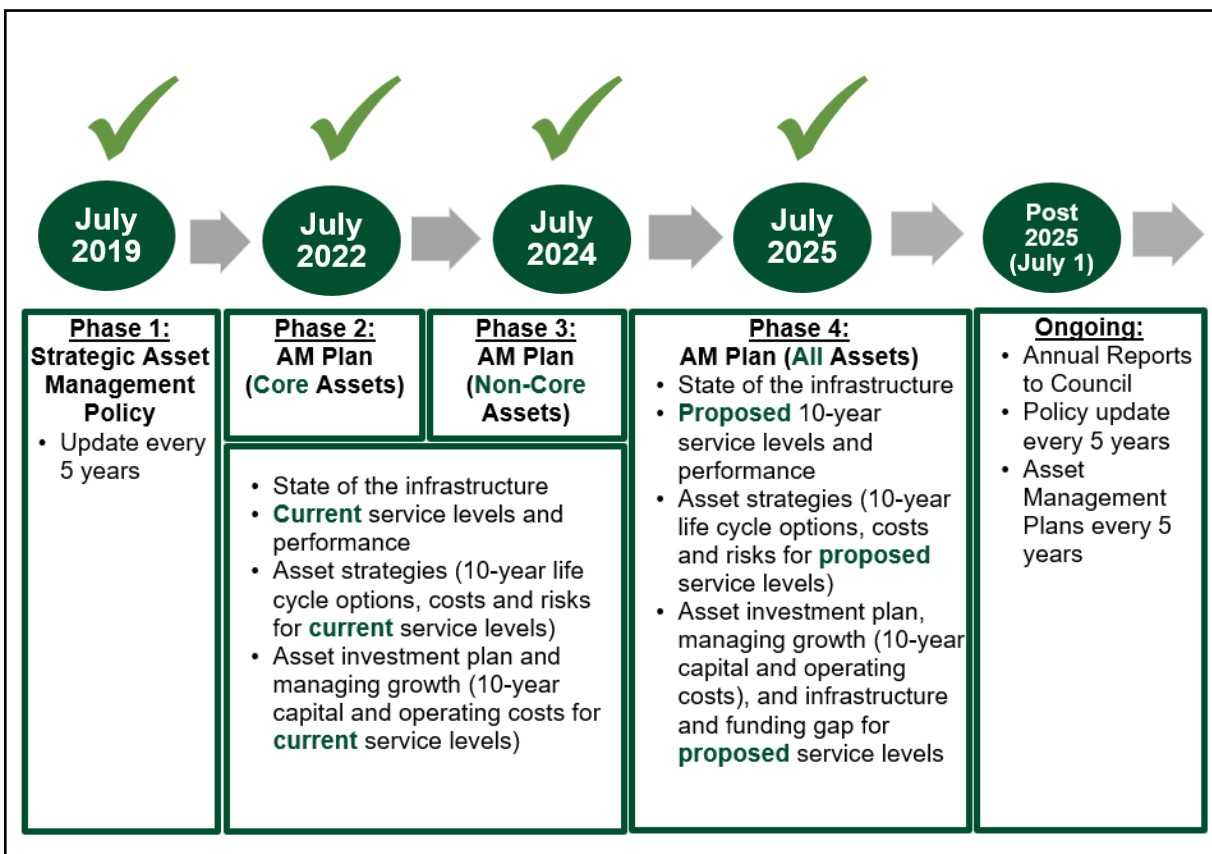 July
2019
July
2022
July
2024
July
2025
Post
2025
(July 1)
Phase 1:
Strategic Asset
Management
Policy
• Update every
5 years
Phase 2:
AM Plan
(Core Assets)
Phase 3:
AM Plan
(Non-Core
Assets)
• State of the infrastructure
• Current service levels and
performance
• Asset strategies (10-year life
cycle options, costs and risks
for current service levels)
• Asset investment plan and
managing growth (10-year
capital and operating costs for
current service levels)
Phase 4:
AM Plan (All Assets)
• State of the infrastructure
• Proposed 10-year
service levels and
performance
• Asset strategies (10-year
life cycle options, costs
and risks for proposed
service levels)
• Asset investment plan,
managing growth (10-year
capital and operating
costs), and infrastructure
and funding gap for
proposed service levels
Ongoing:
• Annual Reports
to Council
• Policy update
every 5 years
• Asset
Management
Plans every 5
years